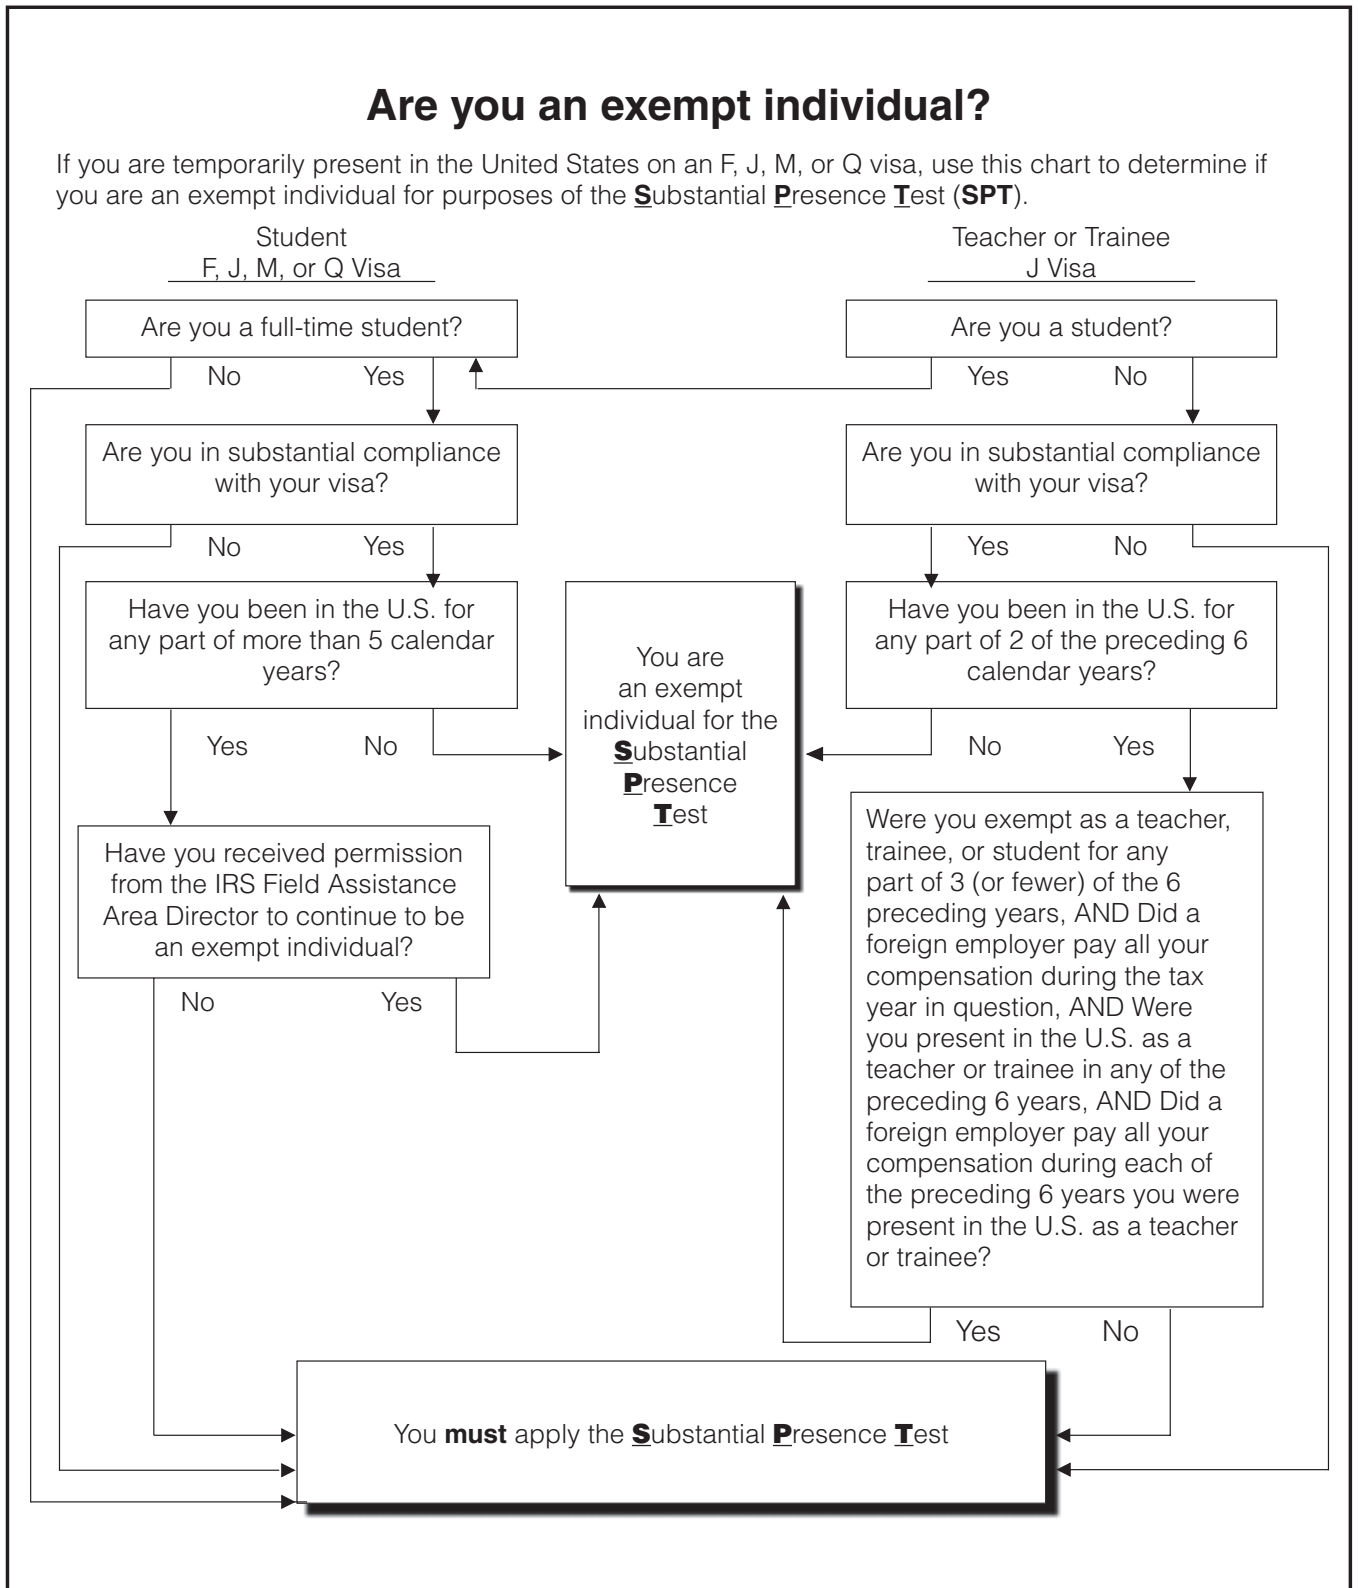 Are you an exempt individual?
If you are temporarily present in the United States on an F, J, M, or Q visa, use this chart to determine if
you are an exempt individual for purposes of the Substantial Presence Test (SPT).
Student
F, J, M, or Q Visa
Teacher or Trainee
J Visa
Are you a full-time student?
No Yes
Are you a student?
Yes No
Are you in substantial compliance
with your visa?
No Yes
Are you in substantial compliance
with your visa?
Yes No
Have you been in the U.S. for
any part of more than 5 calendar
years?
Yes No
You are
an exempt
individual for the
Substantial
Presence
Test
Have you been in the U.S. for
any part of 2 of the preceding 6
calendar years?
No Yes
Have you received permission
from the IRS Field Assistance
Area Director to continue to be
an exempt individual?
No Yes
Were you exempt as a teacher,
trainee, or student for any
part of 3 (or fewer) of the 6
preceding years, AND Did a
foreign employer pay all your
compensation during the tax
year in question, AND Were
you present in the U.S. as a
teacher or trainee in any of the
preceding 6 years, AND Did a
foreign employer pay all your
compensation during each of
the preceding 6 years you were
present in the U.S. as a teacher
or trainee?
Yes No
You must apply the Substantial Presence Test